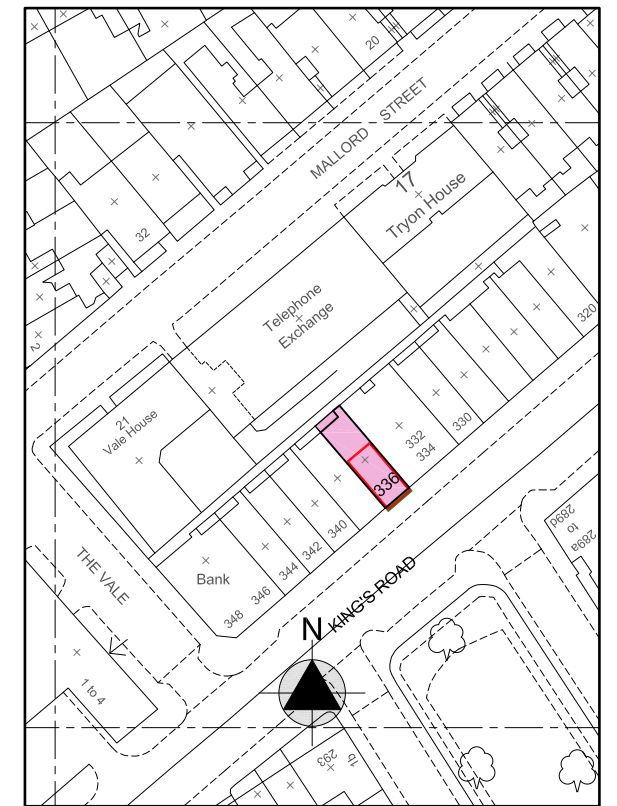 20
MALLORD STREET
17
Tryon House
32
Telephone
Exchange
2
320
21
Vale House
330
332
334
336
340
342
344
346
348
Bank
THE VALE
KING'S ROAD
N
289d
to
289a
1 to 4
293